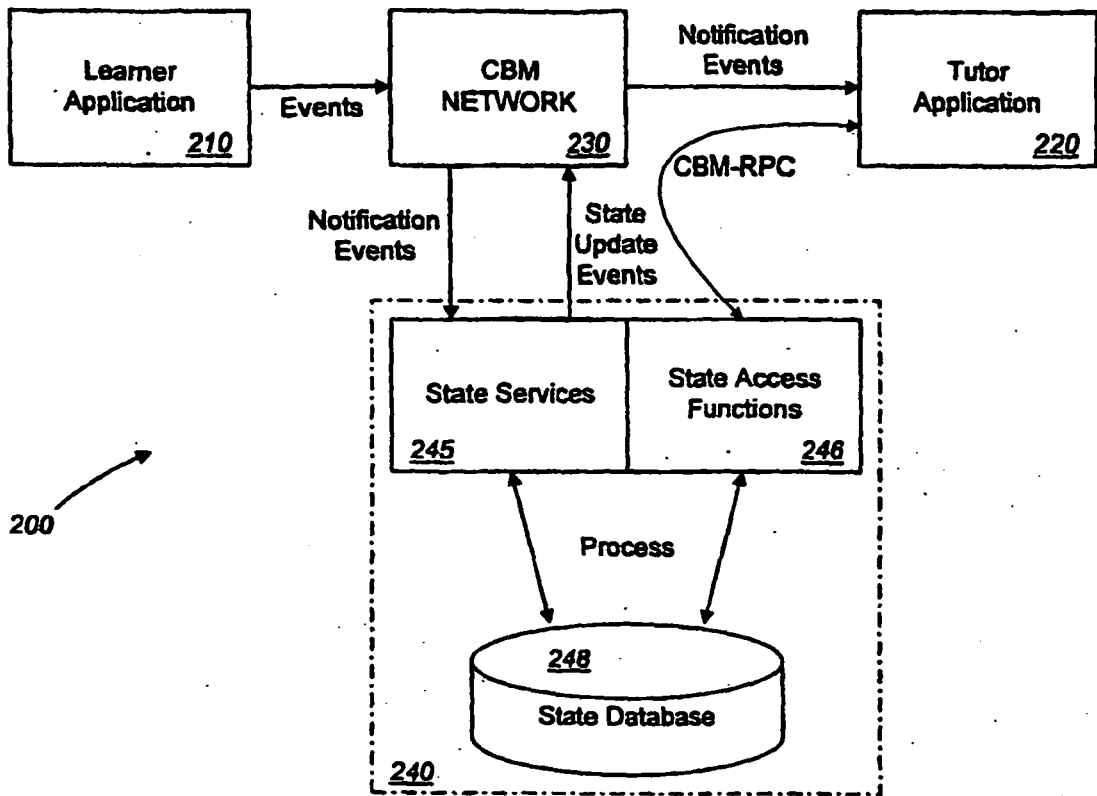 Learner
Application
210
Events
CBM
NETWORK
230
Notification
Events
Tutor
Application
220
CBM-RPC
Notification
Events
State
Update
Events
State Services
245
State Access
Functions
246
200
Process
248
State Database
240